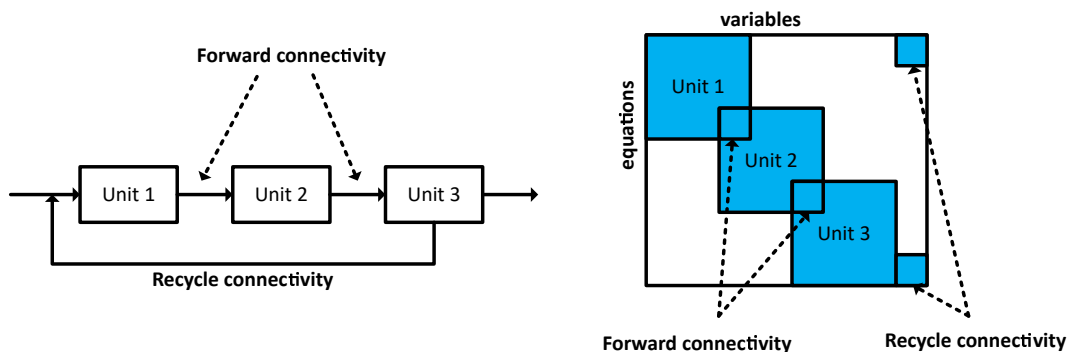 Forward connectivity
Unit 1
Unit 2
Unit 3
Recycle connectivity
variables
equations
Unit 1
Unit 2
Unit 3
Forward connectivity
Recycle connectivity